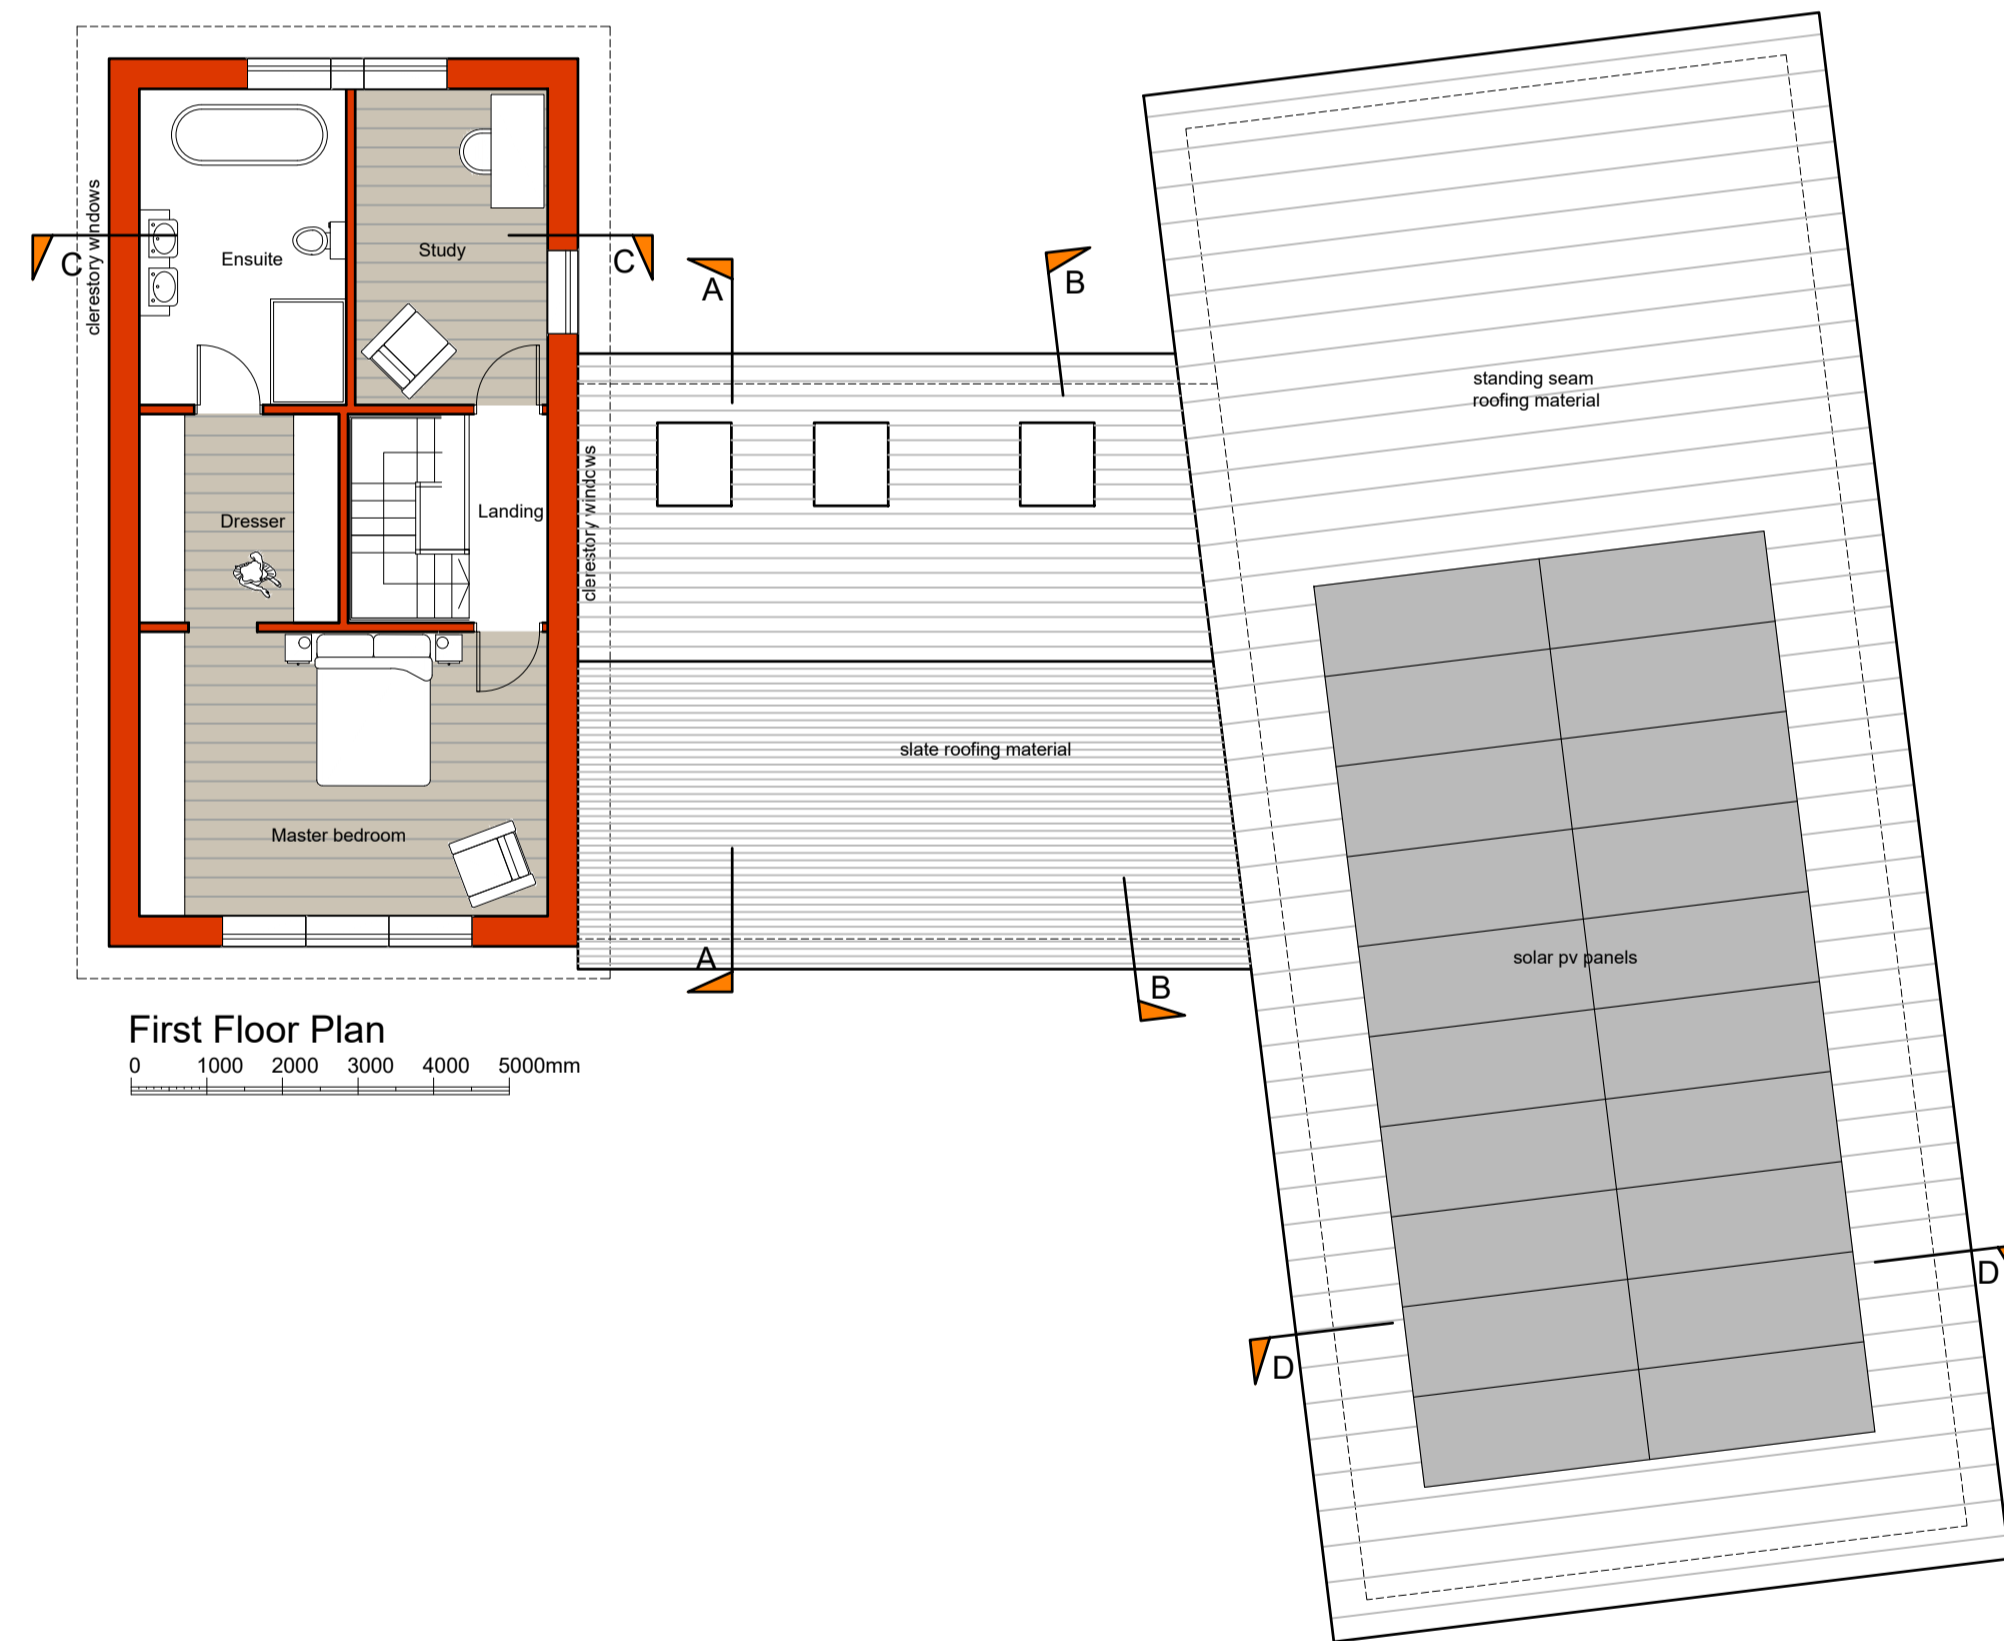 clerestory windows
C
Ensuite
Study
C
A
B
standing seam
roofing material
Dresser
Landing
clerestory windows
slate roofing material
Master bedroom
solar pv panels
A
B
First Floor Plan
0 1000 2000 3000 4000 5000mm
D
D